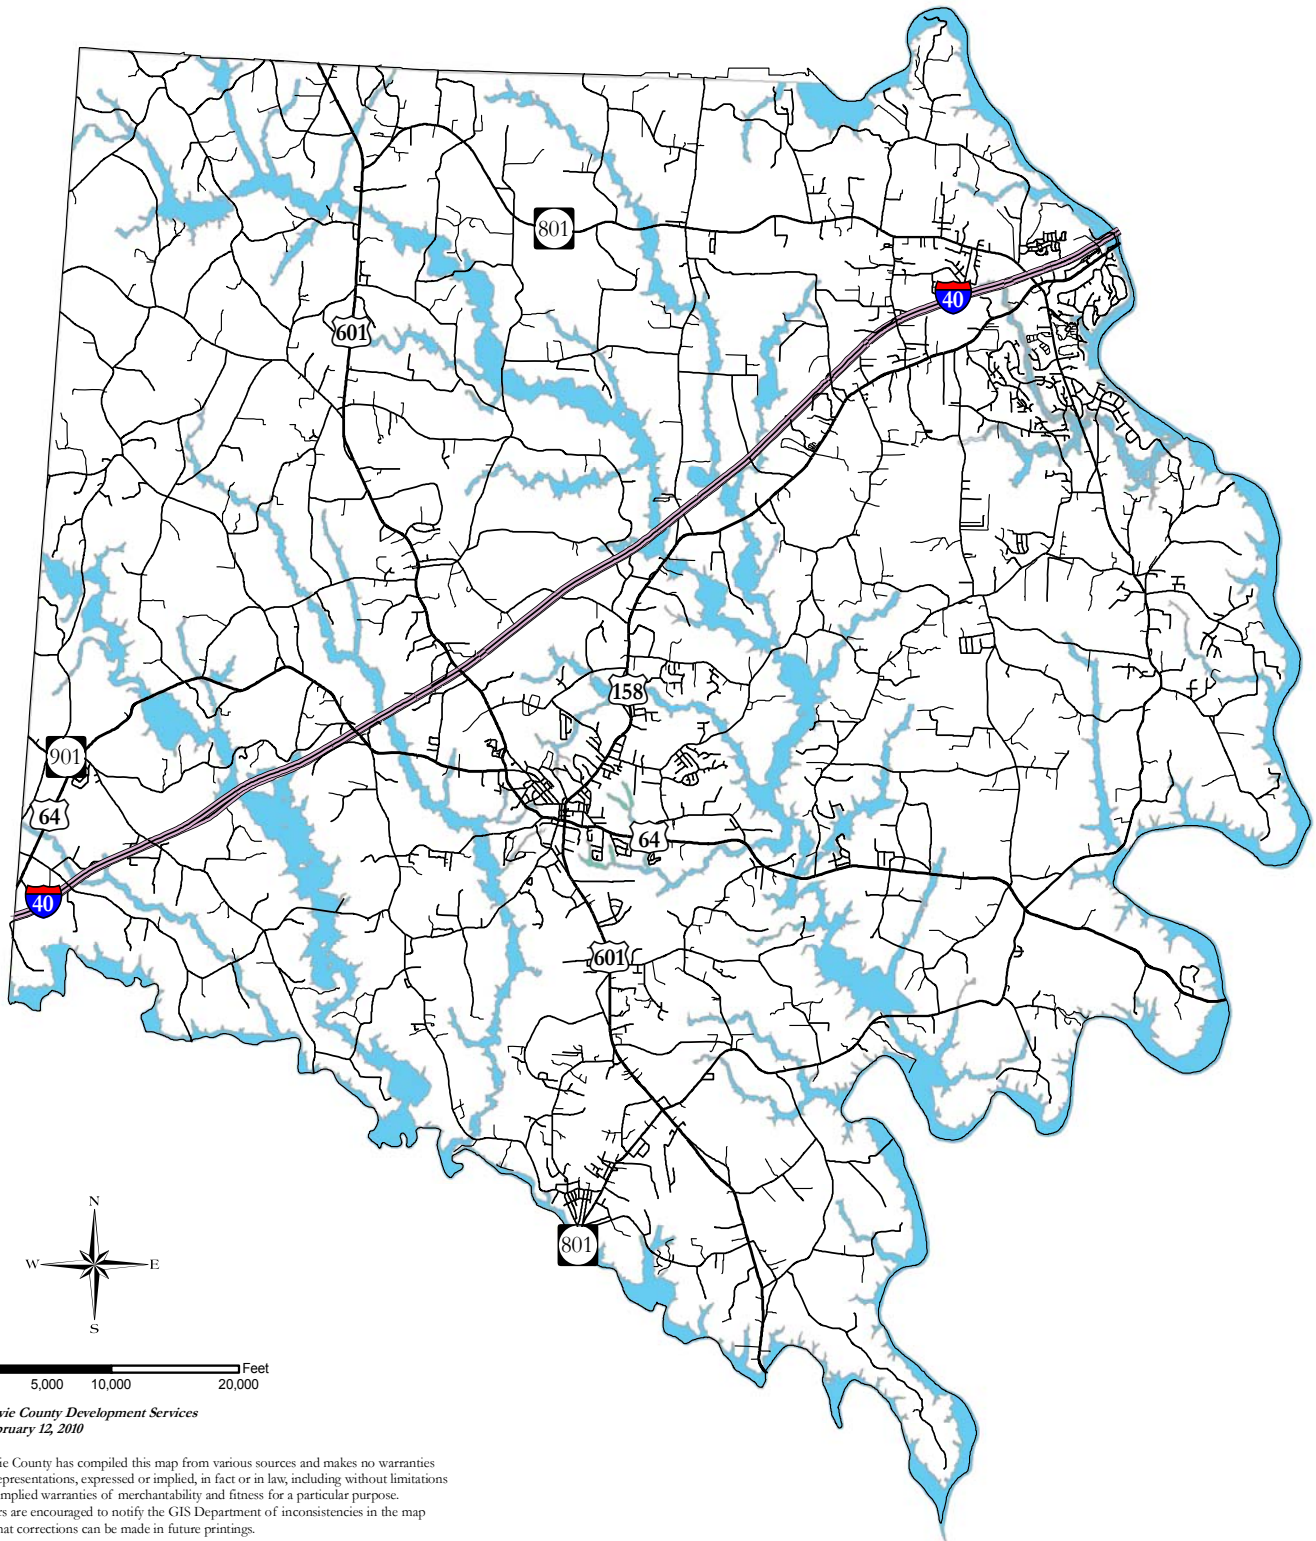 801
40
601
158
901
64
64
40
601
N
W E
S
801
Feet
5,000 10,000 20,000
vie County Development Services
bruary 12, 2010
ie County has compiled this map from various sources and makes no warranties
epresentations, expressed or implied, in fact or in law, including without limitations
mplied warranties of merchantability and fitness for a particular purpose.
rs are encouraged to notify the GIS Department of inconsistencies in the map
hat corrections can be made in future printings.